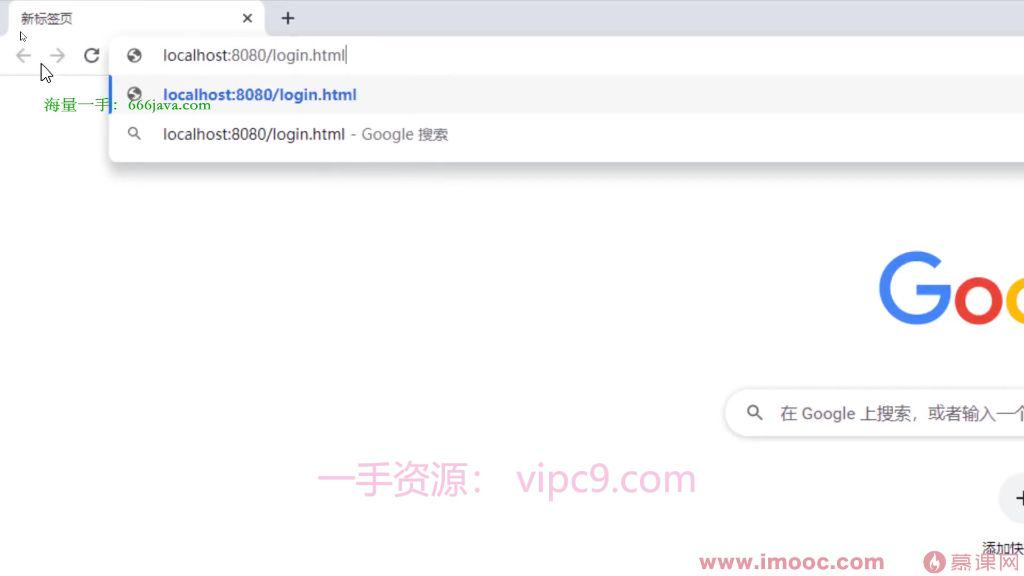 新标签页
localhost:8080/login.html
localhost:8080/login.html
海量一手：666java.com
localhost:8080/login.html - Google 搜索
Goo
在 Google 上搜索，或者输入一个
一手资源： vipc9.com
添加快
www.imooc.com 慕课网